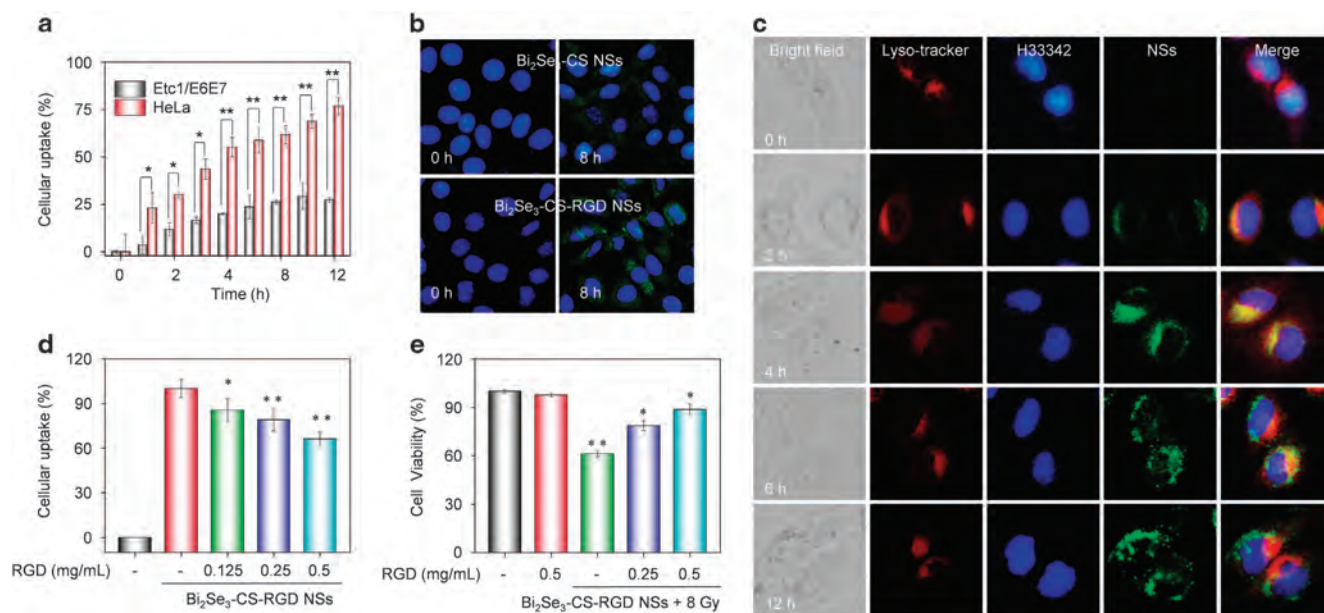 a
100
75
50
25
0
Cellular uptake (%)
Etc1/E6E7
HeLa
* * * ** ** ** ** **
0 2 4 8 12
Time (h)
b
Bi₂Se₃-CS NSs
0 h 8 h
Bi₂Se₃-CS-RGD NSs
0 h 8 h
c
Bright field Lyso-tracker H33342 NSs Merge
0 h
2 h
4 h
6 h
12 h
d
120
90
60
30
0
Cellular uptake (%)
* ** **
RGD (mg/mL) - - 0.125 0.25 0.5
Bi₂Se₃-CS-RGD NSs
e
120
90
60
30
0
Cell Viability (%)
** * *
RGD (mg/mL) - 0.5 - 0.25 0.5
Bi₂Se₃-CS-RGD NSs + 8 Gy